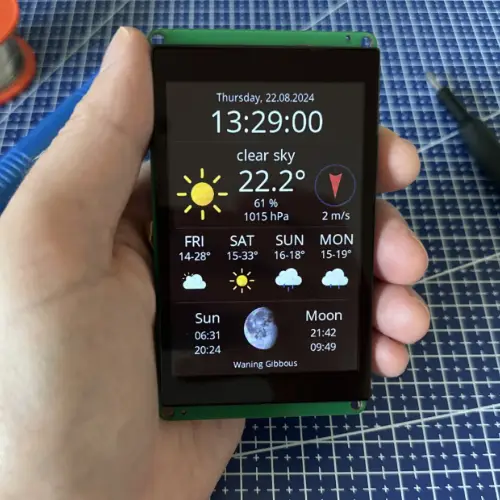 Thursday, 22.08.2024
13:29:00
clear sky
22.2°
61 %
1015 hPa
2 m/s
FRI SAT SUN MON
14-28° 15-33° 16-18° 15-19°
Sun Moon
06:31 21:42
20:24 09:49
Waning Gibbous